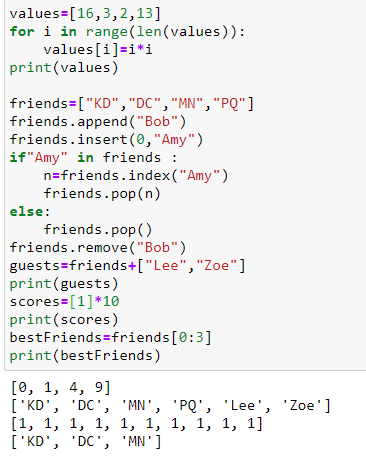 values=[16,3,2,13]
for i in range(len(values)):
    values[i]=i*i
print(values)

friends=["KD","DC","MN","PQ"]
friends.append("Bob")
friends.insert(0,"Amy")
if"Amy" in friends :
    n=friends.index("Amy")
    friends.pop(n)
else:
    friends.pop()
friends.remove("Bob")
guests=friends+["Lee","Zoe"]
print(guests)
scores=[1]*10
print(scores)
bestFriends=friends[0:3]
print(bestFriends)

[0, 1, 4, 9]
['KD', 'DC', 'MN', 'PQ', 'Lee', 'Zoe']
[1, 1, 1, 1, 1, 1, 1, 1, 1, 1]
['KD', 'DC', 'MN']